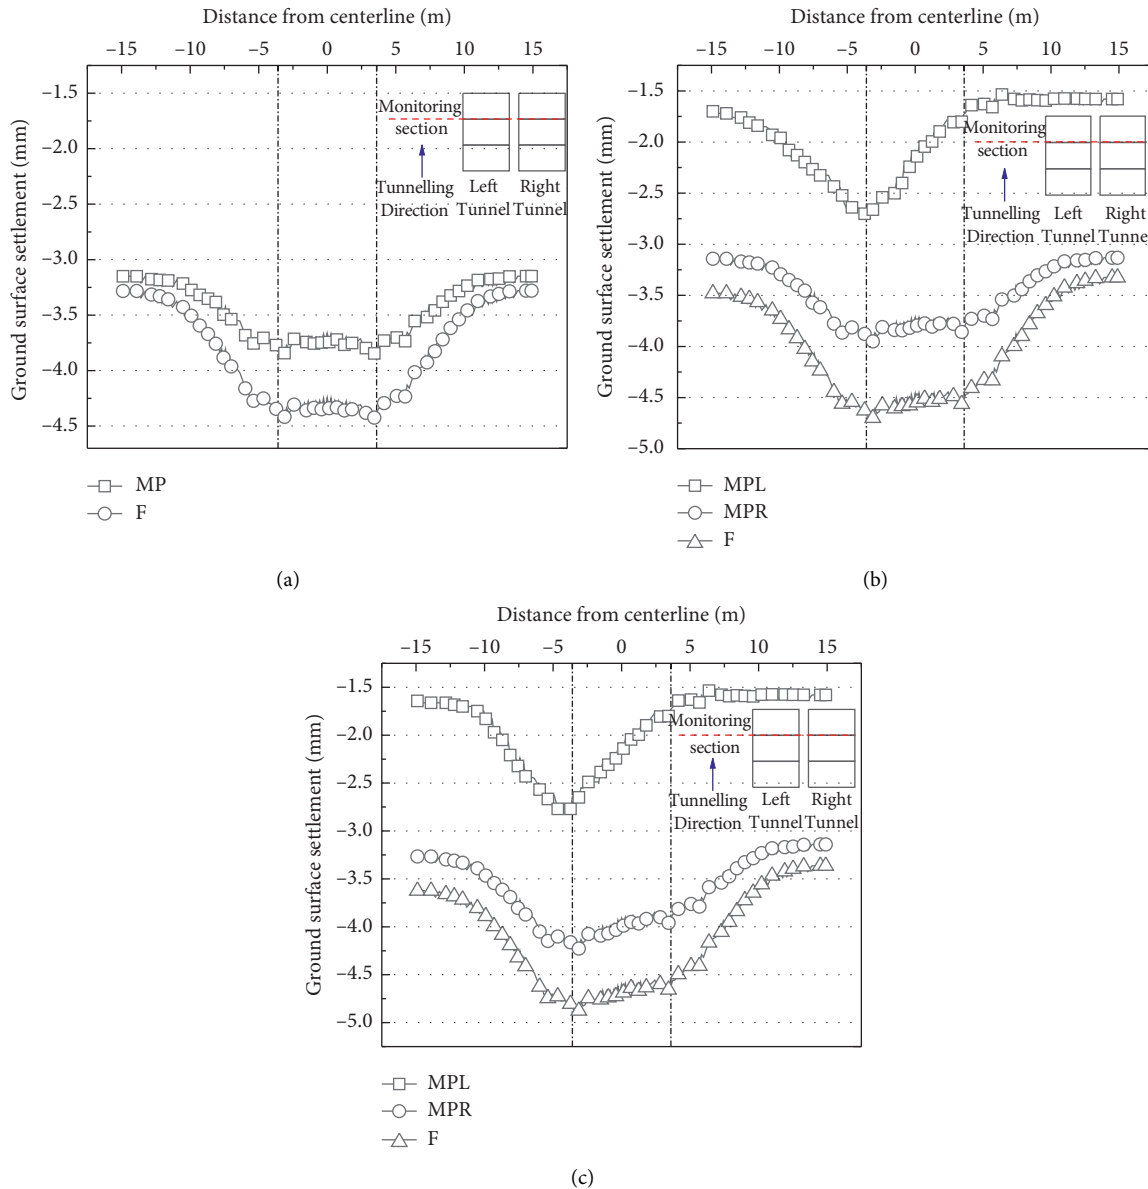 Distance from centerline (m)
−15 −10 −5 0 5 10 15
Ground surface settlement (mm)
−1.5
−2.0
−2.5
−3.0
−3.5
−4.0
−4.5
Monitoring
section
Tunnelling
Direction
Left
Tunnel
Right
Tunnel
MP
F
(a)
Distance from centerline (m)
−15 −10 −5 0 5 10 15
Ground surface settlement (mm)
−1.5
−2.0
−2.5
−3.0
−3.5
−4.0
−4.5
−5.0
Monitoring
section
Tunnelling
Direction
Left
Tunnel
Right
Tunne
MPL
MPR
F
(b)
Distance from centerline (m)
−15 −10 −5 0 5 10 15
Ground surface settlement (mm)
−1.5
−2.0
−2.5
−3.0
−3.5
−4.0
−4.5
−5.0
Monitoring
section
Tunnelling
Direction
Left
Tunnel
Right
Tunnel
MPL
MPR
F
(c)